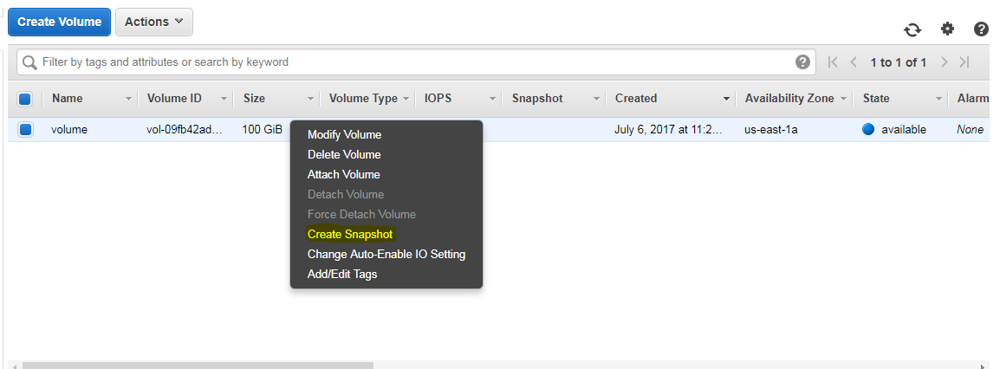 Create Volume Actions
Filter by tags and attributes or search by keyword 1 to 1 of 1
Name Volume ID Size Volume Type IOPS Snapshot Created Availability Zone State Alarm
volume vol-09fb42ad... 100 GiB July 6, 2017 at 11:2... us-east-1a available None
Modify Volume
Delete Volume
Attach Volume
Detach Volume
Force Detach Volume
Create Snapshot
Change Auto-Enable IO Setting
Add/Edit Tags